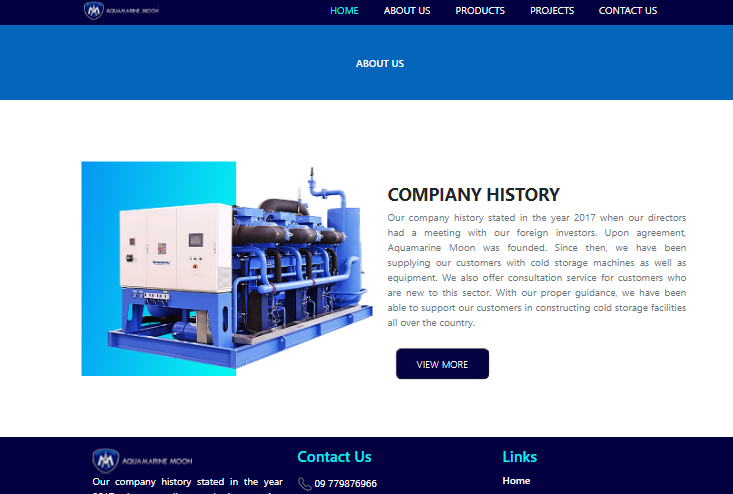 AQUAMARINE MOON
HOME ABOUT US PRODUCTS PROJECTS CONTACT US
ABOUT US
COMPIANY HISTORY
Our company history stated in the year 2017 when our directors
had a meeting with our foreign investors. Upon agreement,
Aquamarine Moon was founded. Since then, we have been
supplying our customers with cold storage machines as well as
equipment. We also offer consultation service for customers who
are new to this sector. With our proper guidance, we have been
able to support our customers in constructing cold storage facilities
all over the country.
VIEW MORE
AQUAMARINE MOON
Our company history stated in the year
Contact Us
09 779876966
Links
Home